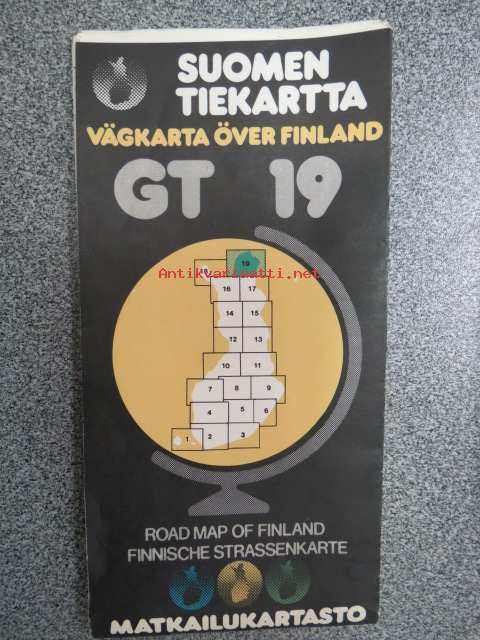 SUOMEN
TIEKARTTA
VÄGKARTA ÖVER FINLAND
GT 19
19
18
Antikvariaatti.net
16 17
14 15
12 13
10 11
7 8 9
4 5 6
1 2 3
ROAD MAP OF FINLAND
FINNISCHE STRASSENKARTE
MATKAILUKARTASTO